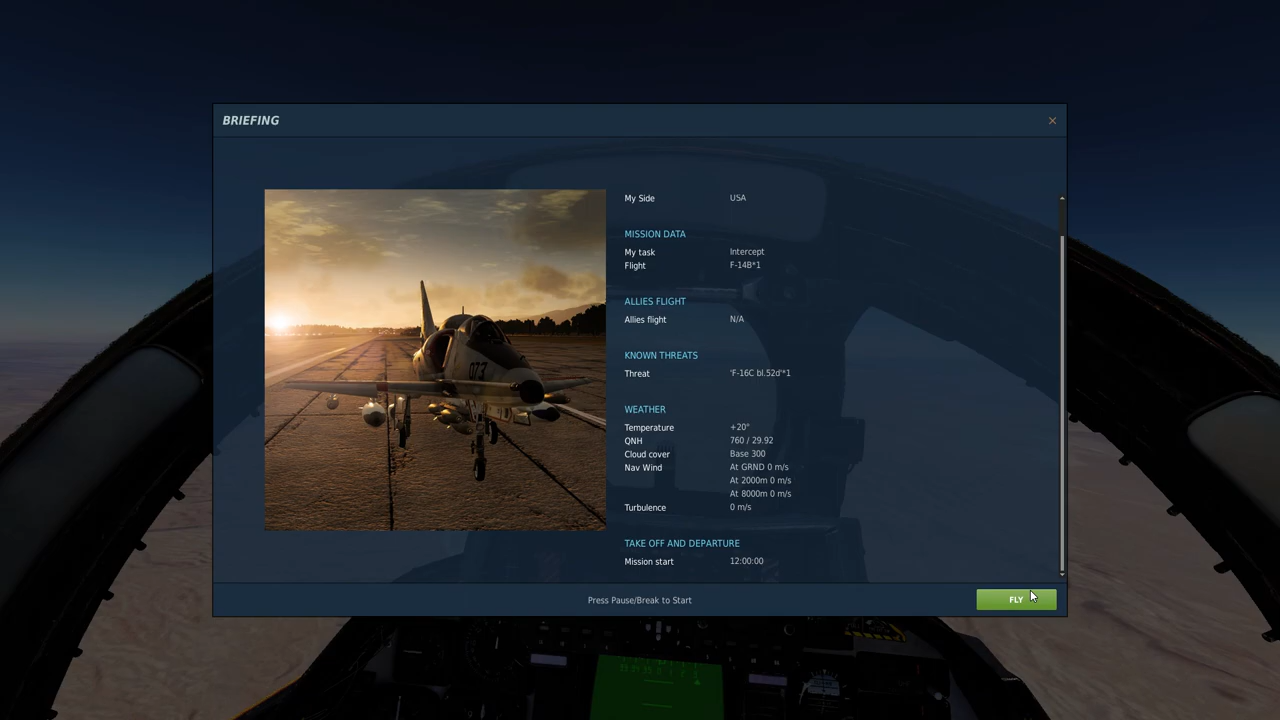 BRIEFING
My Side USA
MISSION DATA
My task Intercept
Flight F-14B*1
ALLIES FLIGHT
Allies flight N/A
KNOWN THREATS
Threat 'F-16C bl.52d'*1
WEATHER
Temperature +20°
QNH 760 / 29.92
Cloud cover Base 300
Nav Wind At GRND 0 m/s
At 2000m 0 m/s
At 8000m 0 m/s
Turbulence 0 m/s
TAKE OFF AND DEPARTURE
Mission start 12:00:00
073
Press Pause/Break to Start
FLY